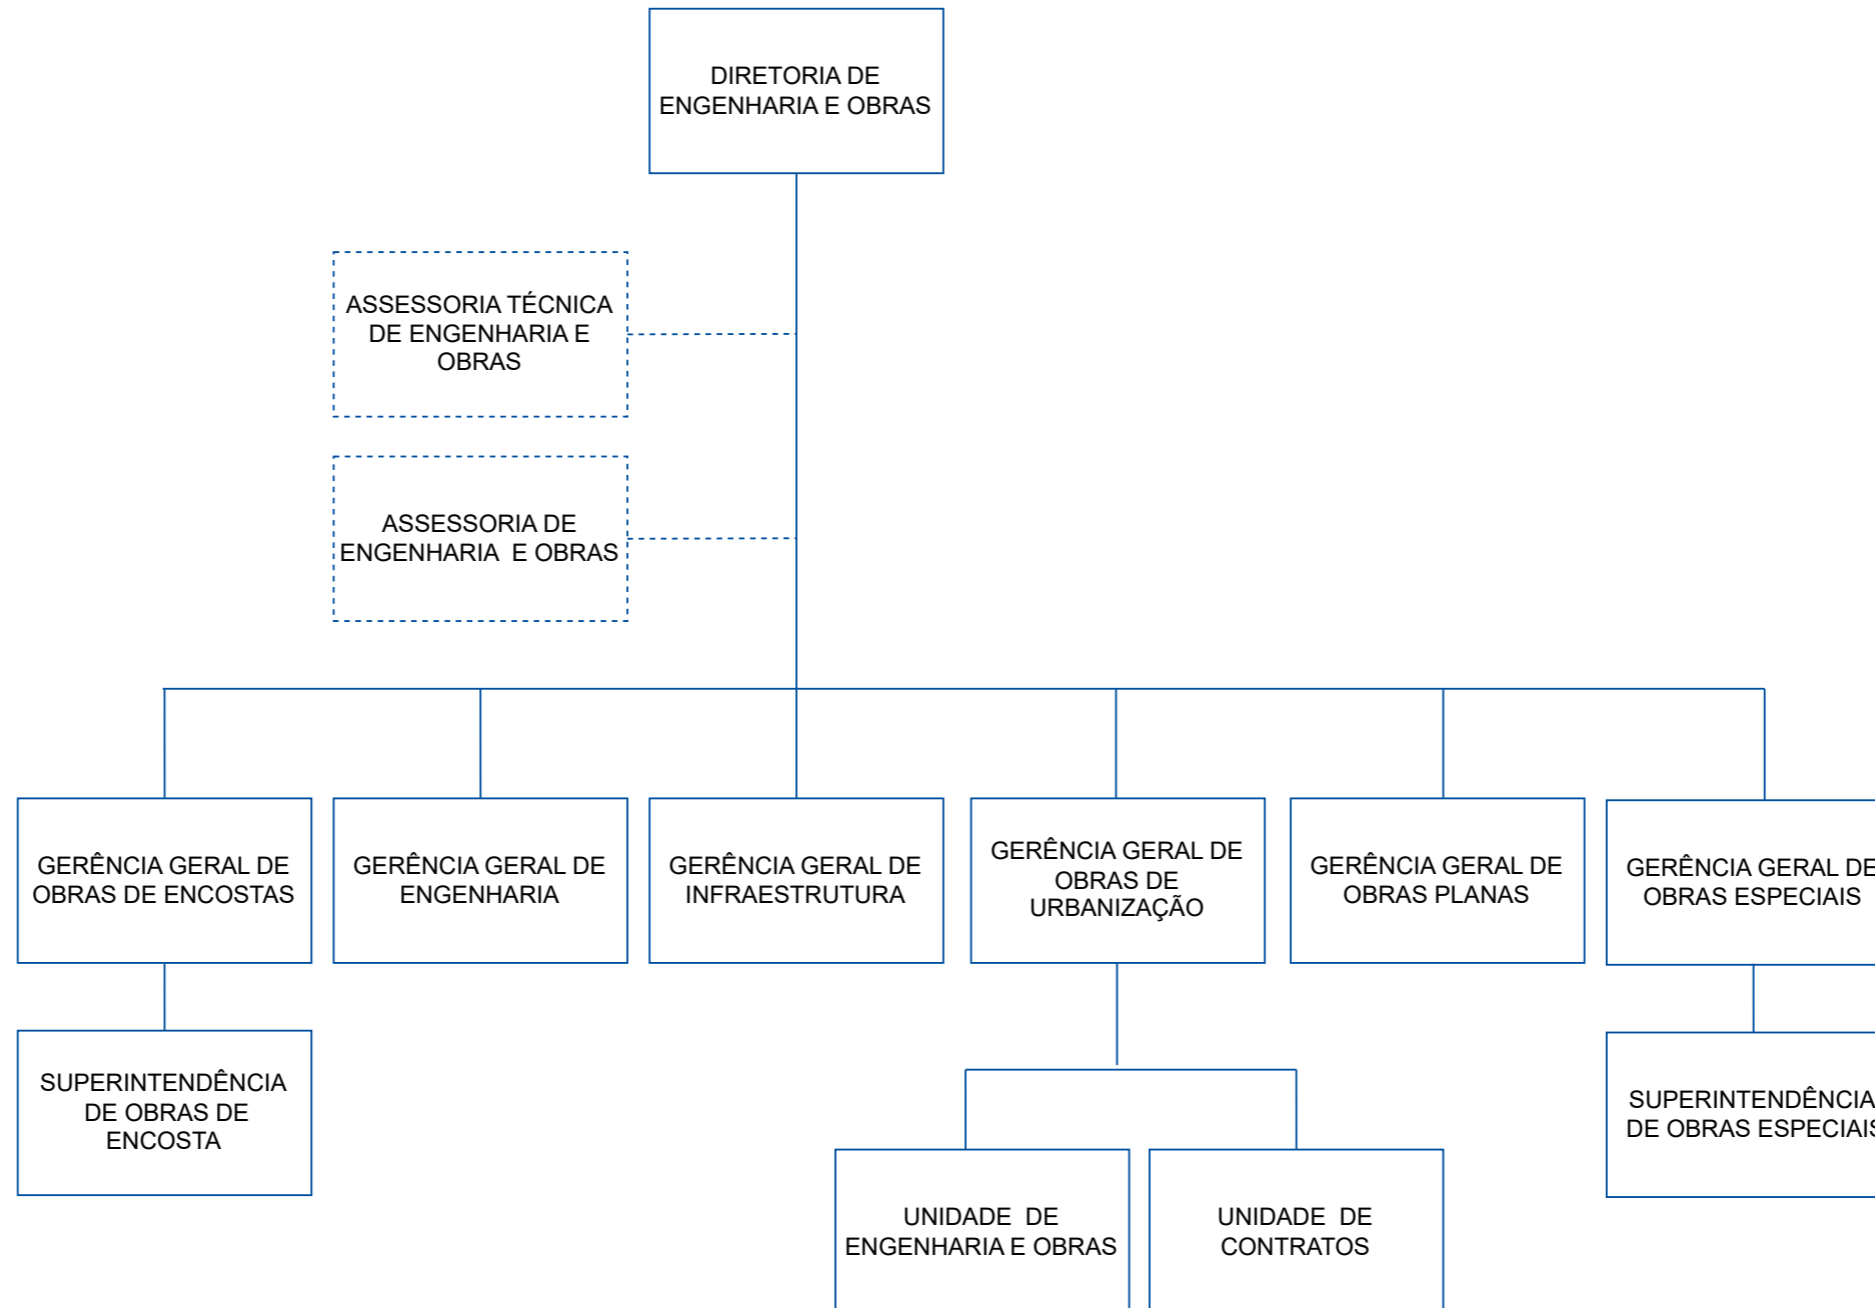 DIRETORIA DE
ENGENHARIA E OBRAS
ASSESSORIA TÉCNICA
DE ENGENHARIA E
OBRAS
ASSESSORIA DE
ENGENHARIA  E OBRAS
GERÊNCIA GERAL DE
OBRAS DE ENCOSTAS
GERÊNCIA GERAL DE
ENGENHARIA
GERÊNCIA GERAL DE
INFRAESTRUTURA
GERÊNCIA GERAL DE
OBRAS DE
URBANIZAÇÃO
GERÊNCIA GERAL DE
OBRAS PLANAS
GERÊNCIA GERAL DE
OBRAS ESPECIAIS
SUPERINTENDÊNCIA
DE OBRAS DE
ENCOSTA
SUPERINTENDÊNCIA
DE OBRAS ESPECIAIS
UNIDADE  DE
ENGENHARIA E OBRAS
UNIDADE  DE
CONTRATOS